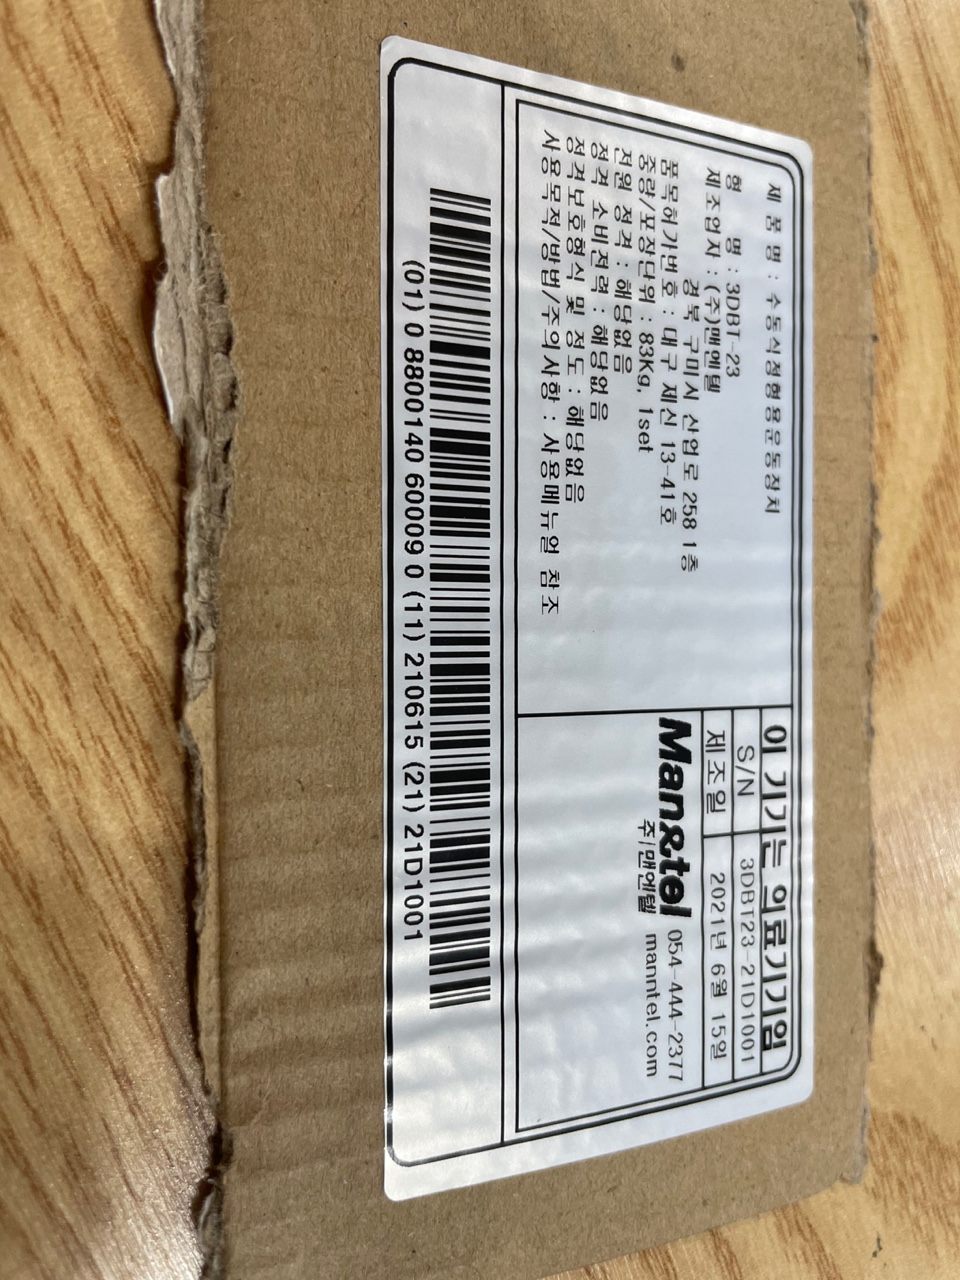 제 품 명 : 수동식정형용운동장치
형 명 : 3DBT-23
제조업자 : (주)맨엔텔
경북 구미시 산업로 258 1층
품목허가번호 : 대구 제신 13-41호
중량/포장단위 : 83Kg, 1set
전원 정격 : 해당없음
정격 소비전력 : 해당없음
정격보호형식 및 정도 : 해당없음
사용목적/방법/주의사항 : 사용메뉴얼 참조
이 기기는 의료기기임
S/N 3DBT23-21D1001
제조일 2021년 6월 15일
Man&tel 054-444-2377
주|맨엔텔 manntel.com
(01) 0 8800140 60009 0 (11) 210615 (21) 21D1001